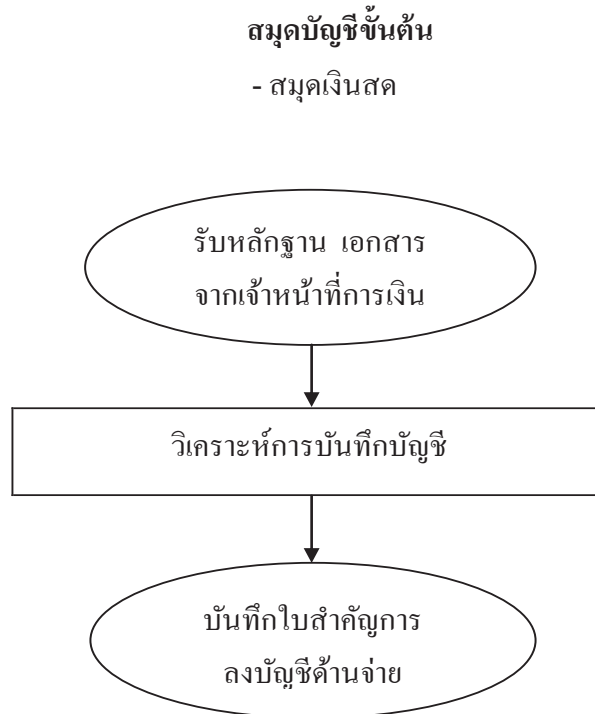 สมุดบัญชีขั้นต้น
- สมุดเงินสด
รับหลักฐาน เอกสาร
จากเจ้าหน้าที่การเงิน
วิเคราะห์การบันทึกบัญชี
บันทึกใบสำคัญการ
ลงบัญชีด้านจ่าย